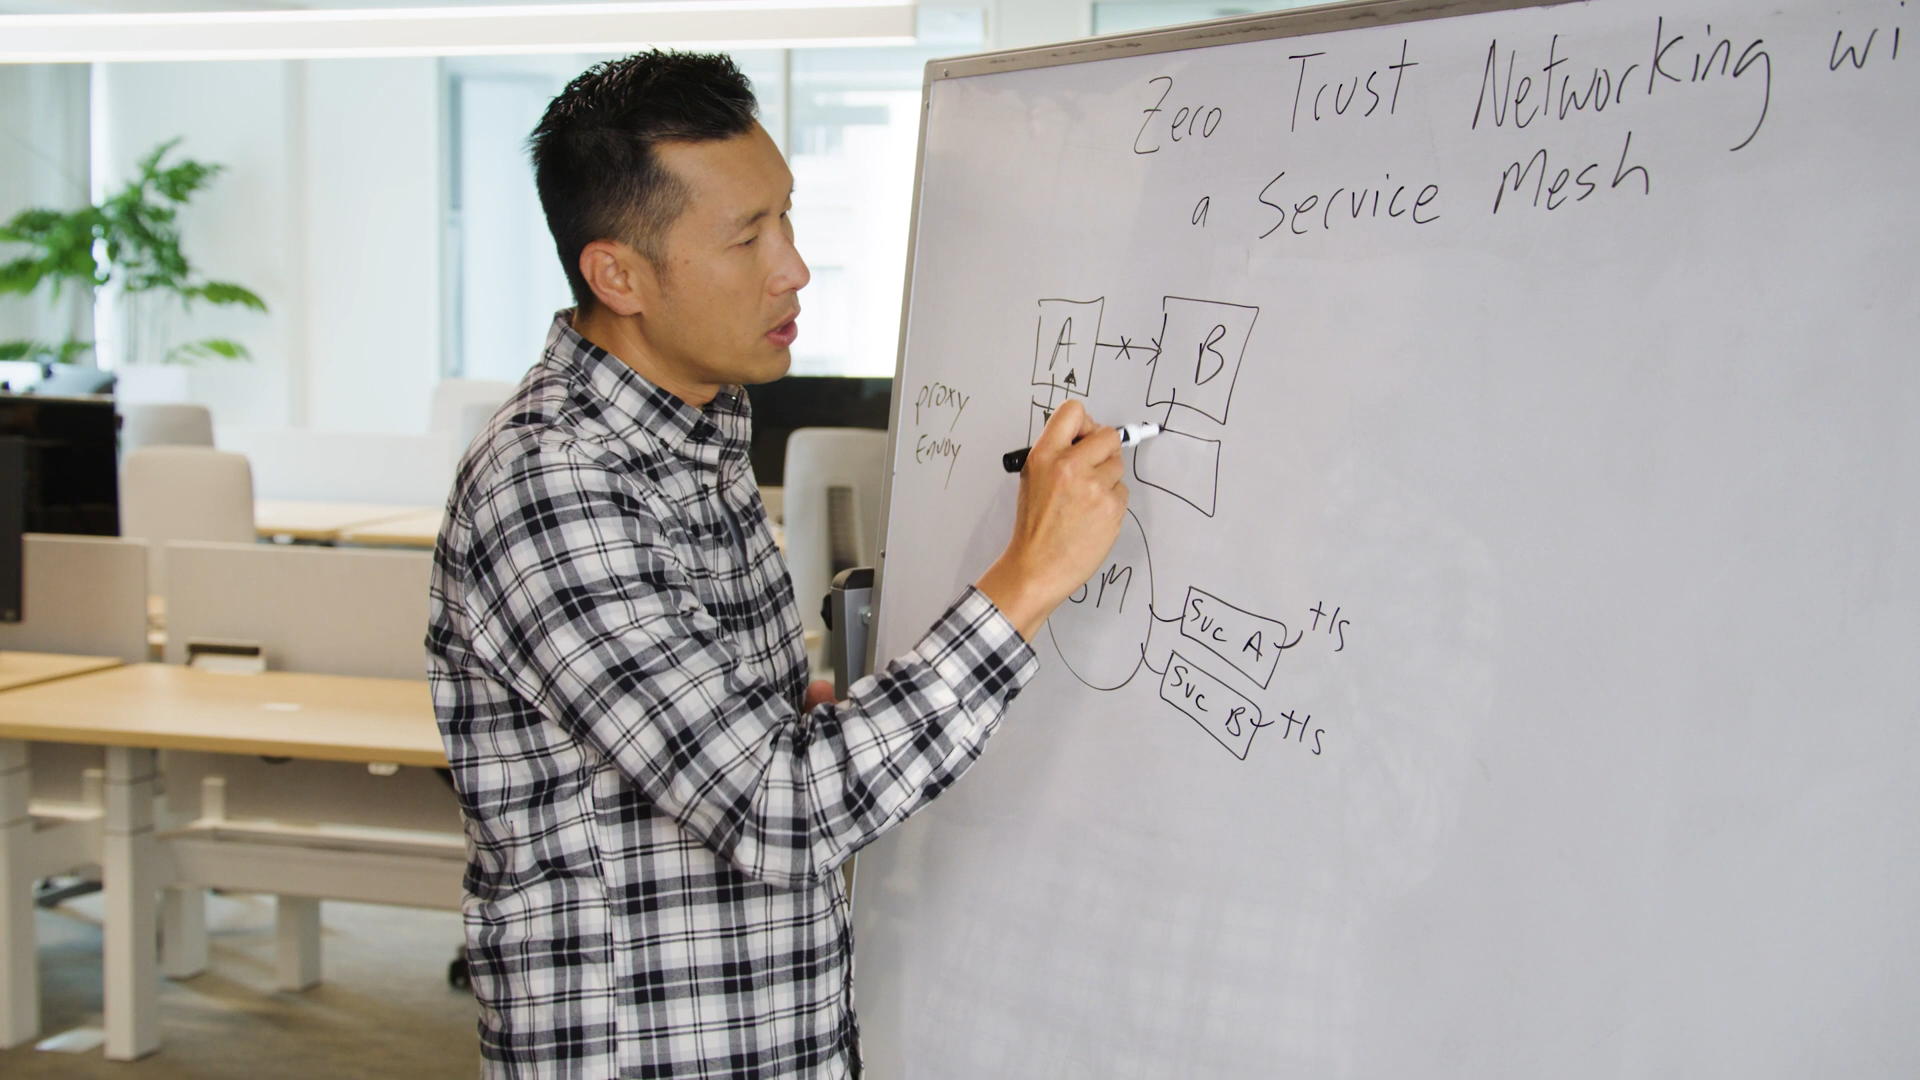 Zero Trust Networking wi
a Service Mesh
A
B
proxy
Envoy
SM
Svc A
tls
Svc B
tls